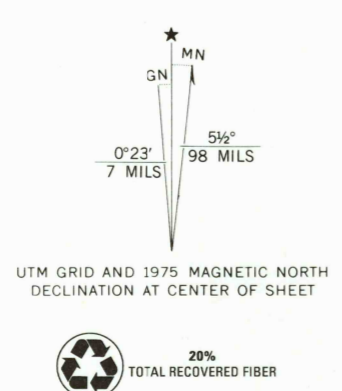 ★
MN
GN
0°23′
7 MILS
5½°
98 MILS
UTM GRID AND 1975 MAGNETIC NORTH
DECLINATION AT CENTER OF SHEET
20%
TOTAL RECOVERED FIBER